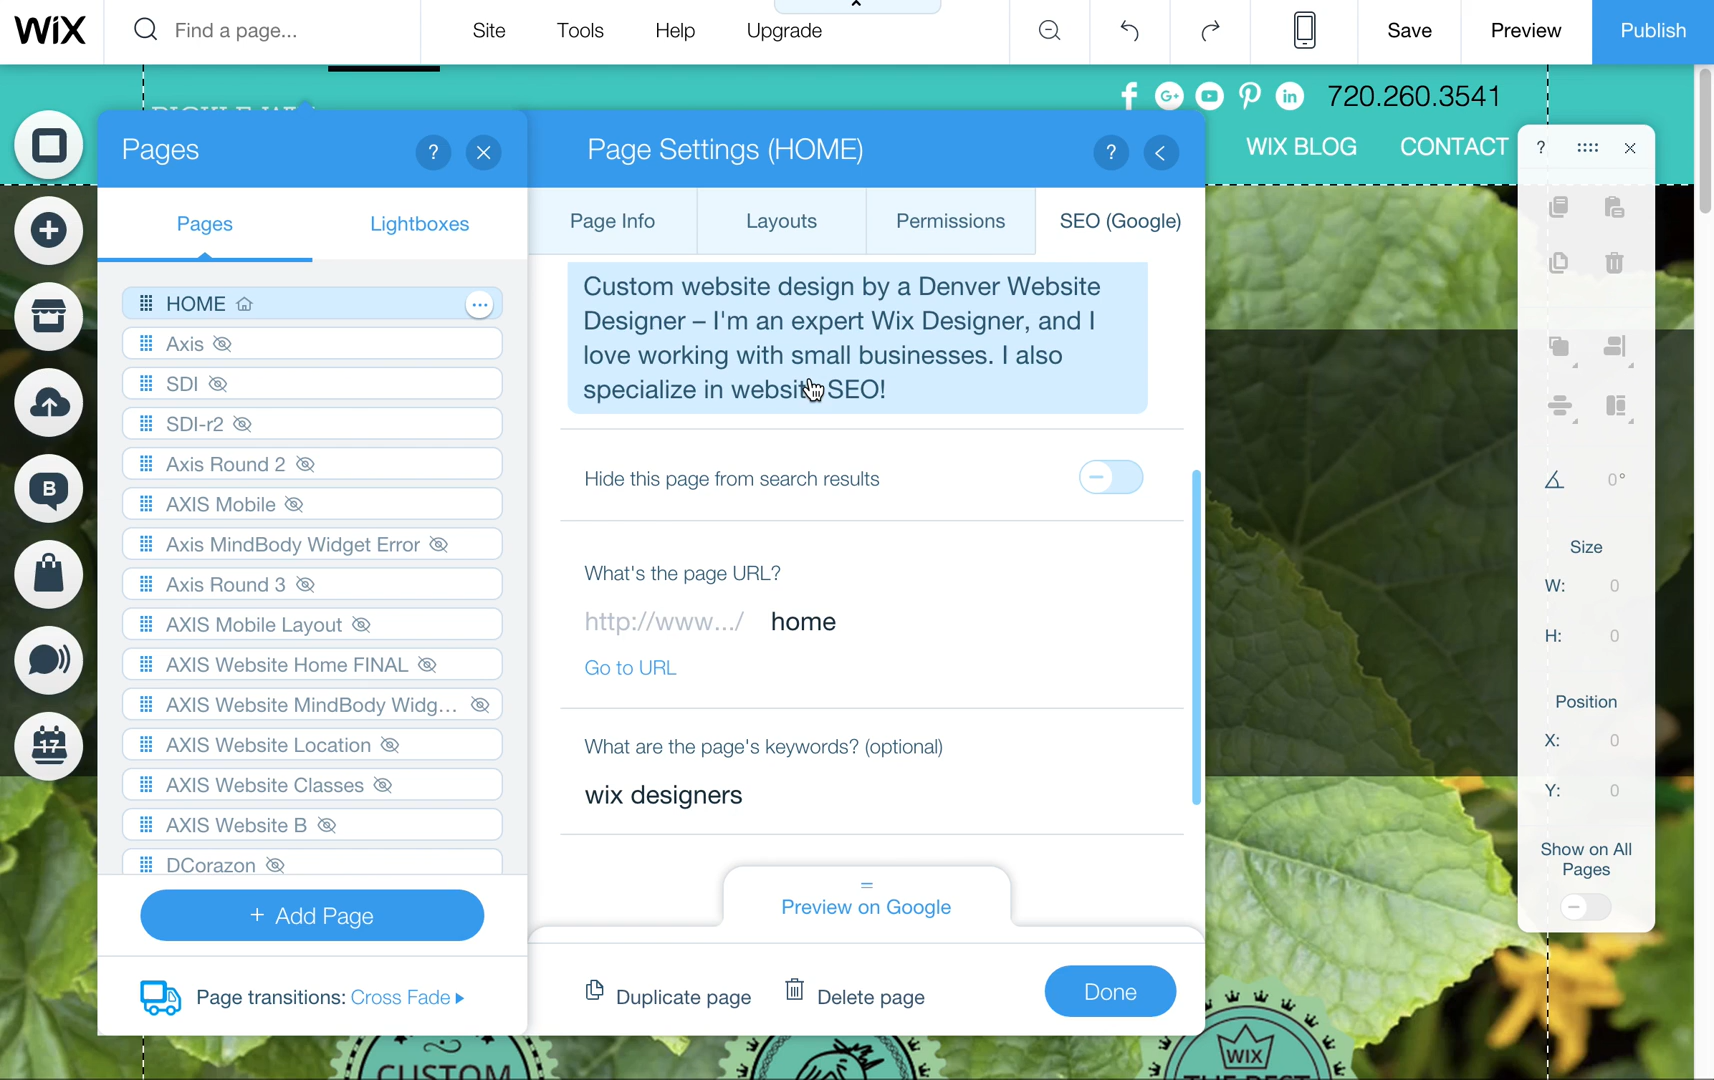 WiX
Find a page...
Site
Tools
Help
Upgrade
Save
Preview
Publish
720.260.3541
WIX BLOG
CONTACT
Pages
?
Page Settings (HOME)
?
?
Pages
Lightboxes
Page Info
Layouts
Permissions
SEO (Google)
HOME
Axis
SDI
SDI-r2
Axis Round 2
AXIS Mobile
Axis MindBody Widget Error
Axis Round 3
AXIS Mobile Layout
AXIS Website Home FINAL
AXIS Website MindBody Widg...
AXIS Website Location
AXIS Website Classes
AXIS Website B
DCorazon
+ Add Page
Page transitions: Cross Fade
Custom website design by a Denver Website
Designer – I'm an expert Wix Designer, and I
love working with small businesses. I also
specialize in website SEO!
Hide this page from search results
What's the page URL?
http://www.../ home
Go to URL
What are the page's keywords? (optional)
wix designers
Preview on Google
Duplicate page
Delete page
Done
0°
Size
W: 0
H: 0
Position
X: 0
Y: 0
Show on All
Pages
B
17
CUSTOM
WIX
THE BEST